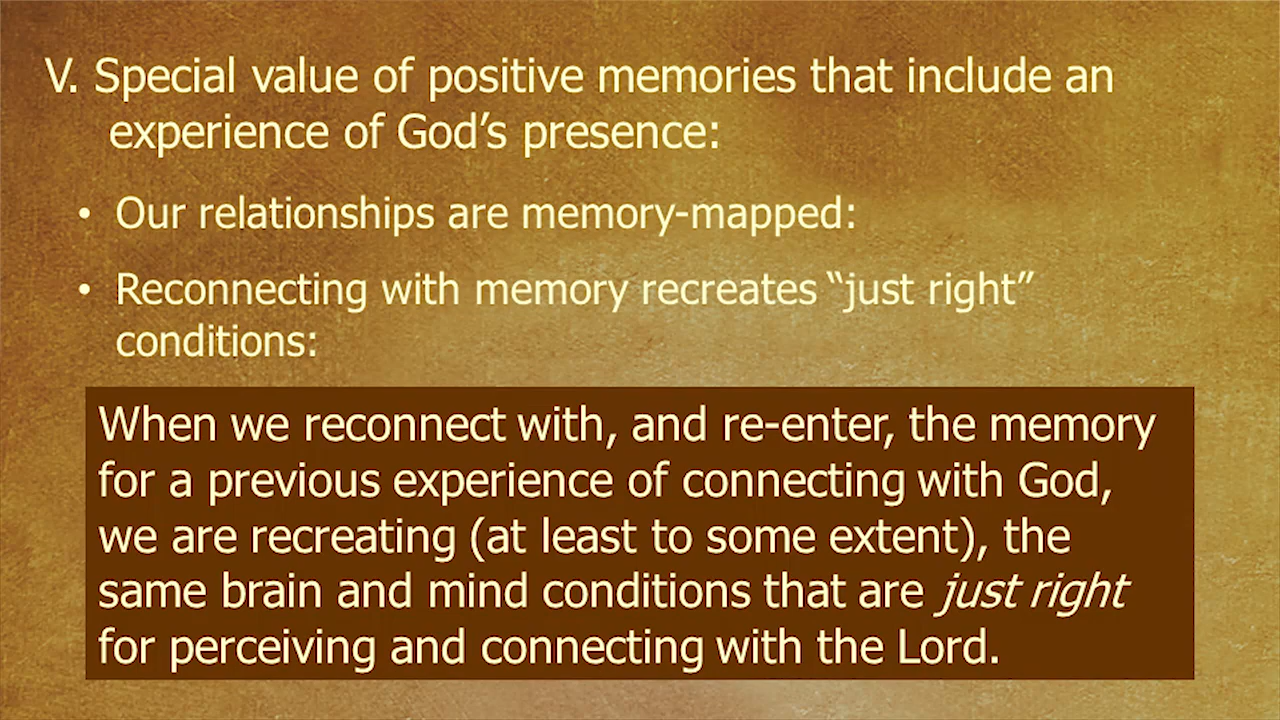 V. Special value of positive memories that include an
experience of God’s presence:
• Our relationships are memory-mapped:
• Reconnecting with memory recreates “just right”
conditions:
When we reconnect with, and re-enter, the memory
for a previous experience of connecting with God,
we are recreating (at least to some extent), the
same brain and mind conditions that are just right
for perceiving and connecting with the Lord.